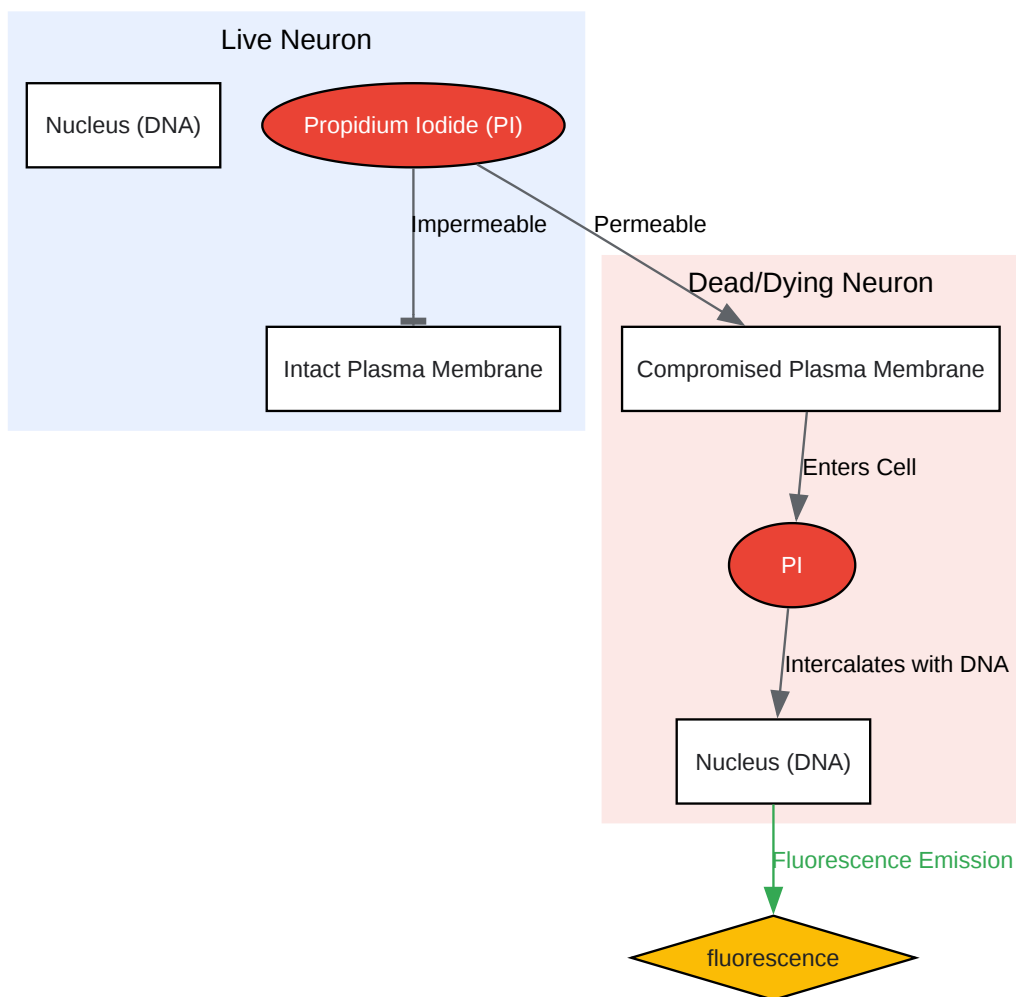 Live Neuron
Nucleus (DNA)
Propidium Iodide (PI)
Impermeable
Permeable
Dead/Dying Neuron
Intact Plasma Membrane
Compromised Plasma Membrane
Enters Cell
PI
Intercalates with DNA
Nucleus (DNA)
Fluorescence Emission
fluorescence